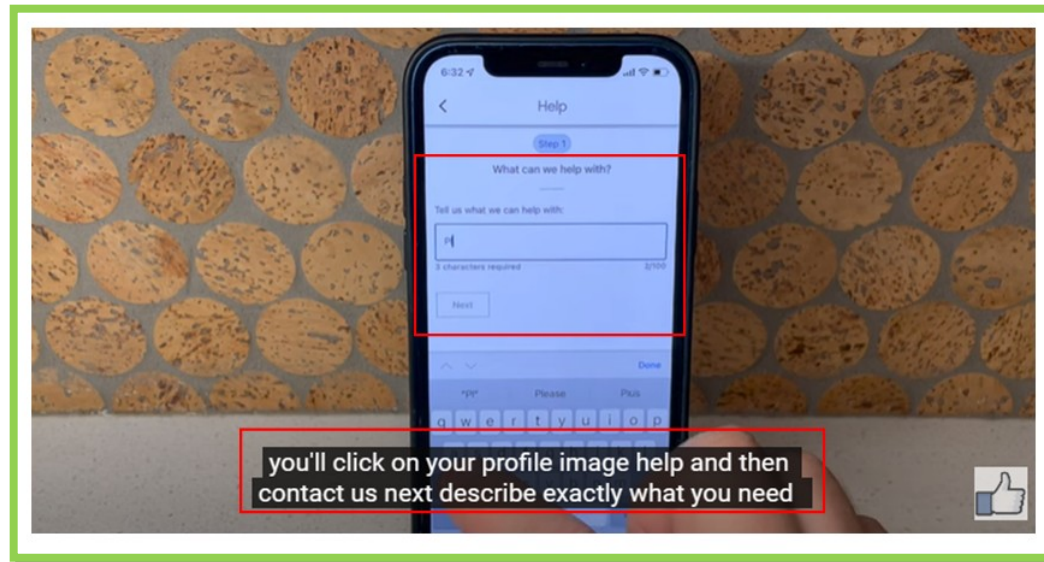 6:32
Help
Step 1
What can we help with?
Tell us what we can help with:
Pl
3 characters required 2/100
Next
Done
"Pl" Please Plus
q w e r t y u i o p
you'll click on your profile image help and then
contact us next describe exactly what you need